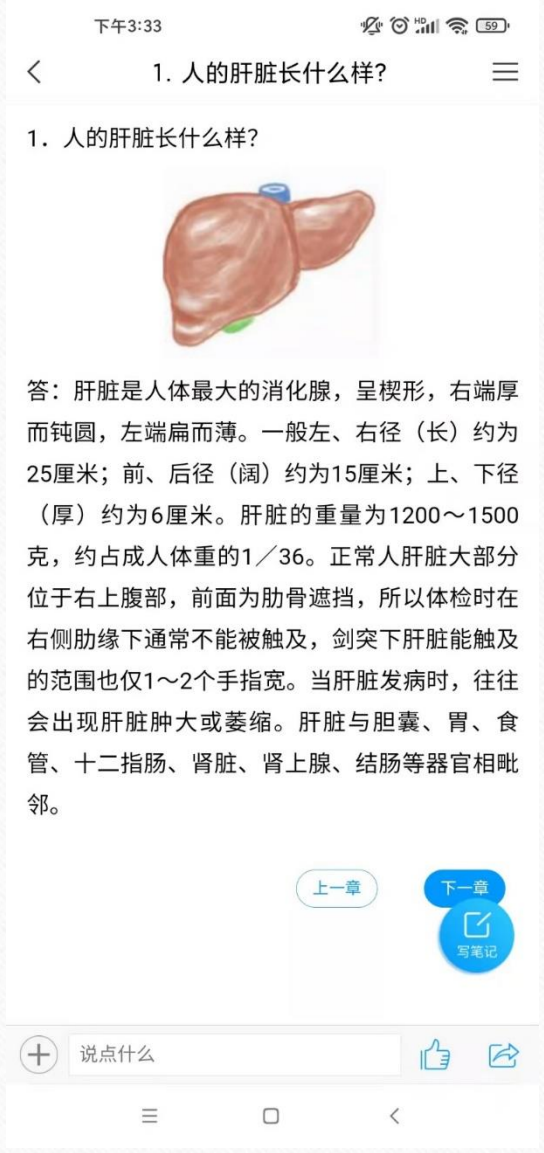 下午3:33
HD
59
1. 人的肝脏长什么样?
1．人的肝脏长什么样？
答：肝脏是人体最大的消化腺，呈楔形，右端厚
而钝圆，左端扁而薄。一般左、右径（长）约为
25厘米；前、后径（阔）约为15厘米；上、下径
（厚）约为6厘米。肝脏的重量为1200～1500
克，约占成人体重的1／36。正常人肝脏大部分
位于右上腹部，前面为肋骨遮挡，所以体检时在
右侧肋缘下通常不能被触及，剑突下肝脏能触及
的范围也仅1～2个手指宽。当肝脏发病时，往往
会出现肝脏肿大或萎缩。肝脏与胆囊、胃、食
管、十二指肠、肾脏、肾上腺、结肠等器官相毗
邻。
上一章
下一章
写笔记
说点什么